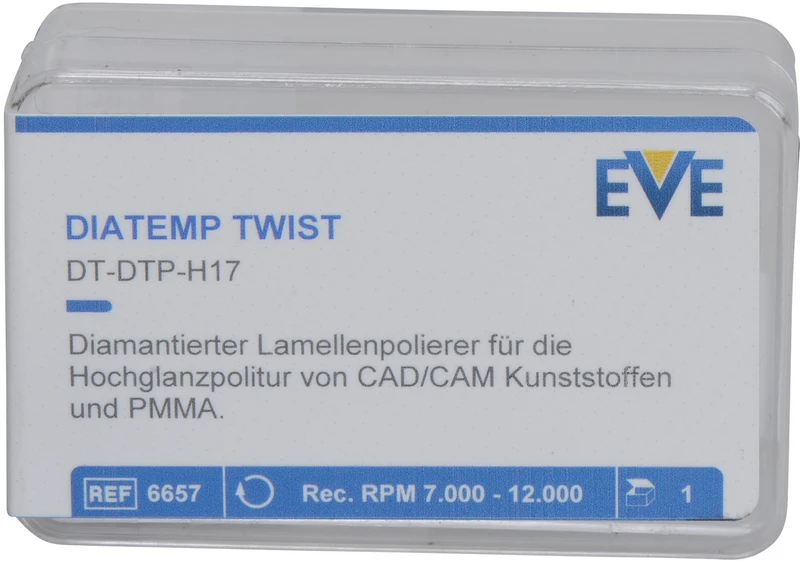 EVE
DIATEMP TWIST
DT-DTP-H17
Diamantierter Lamellenpolierer für die
Hochglanzpolitur von CAD/CAM Kunststoffen
und PMMA.
REF 6657 Rec. RPM 7.000 - 12.000 1